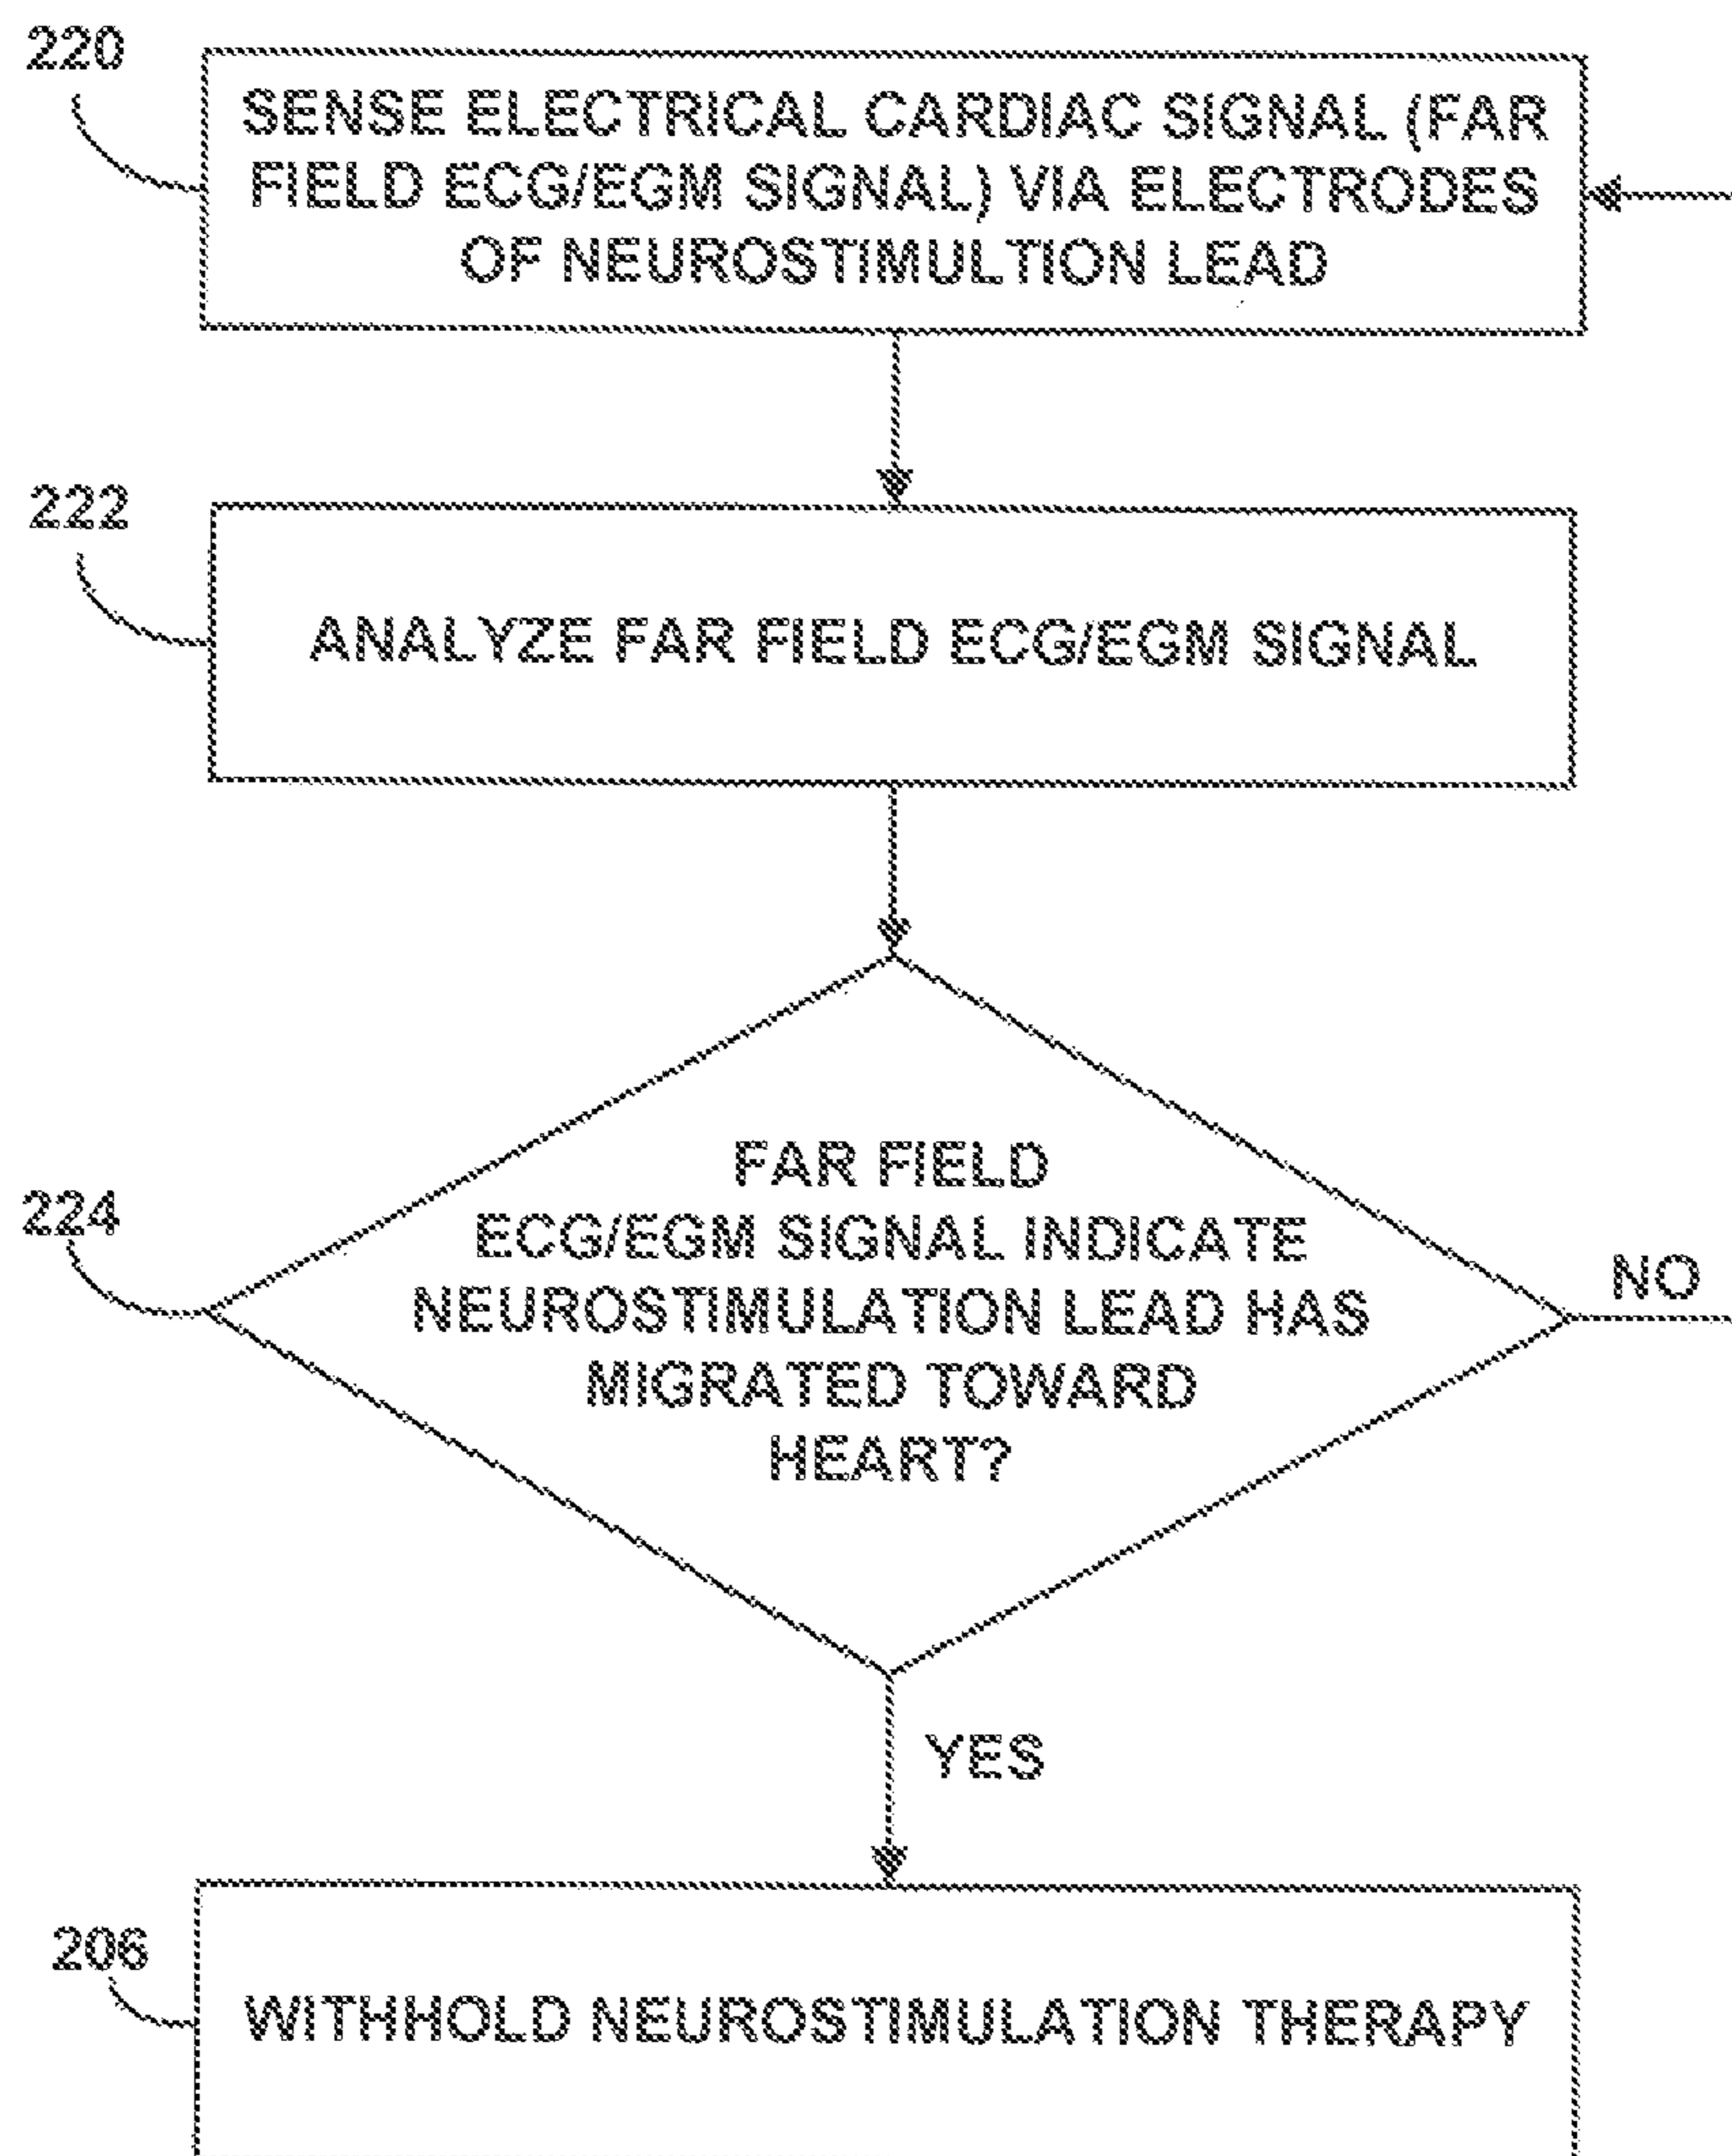 220
SENSE ELECTRICAL CARDIAC SIGNAL (FAR
FIELD ECG/EGM SIGNAL) VIA ELECTRODES
OF NEUROSTIMULTION LEAD
222
ANALYZE FAR FIELD ECG/EGM SIGNAL
224
FAR FIELD
ECG/EGM SIGNAL INDICATE
NEUROSTIMULATION LEAD HAS
MIGRATED TOWARD
HEART?
NO
YES
206
WITHHOLD NEUROSTIMULATION THERAPY